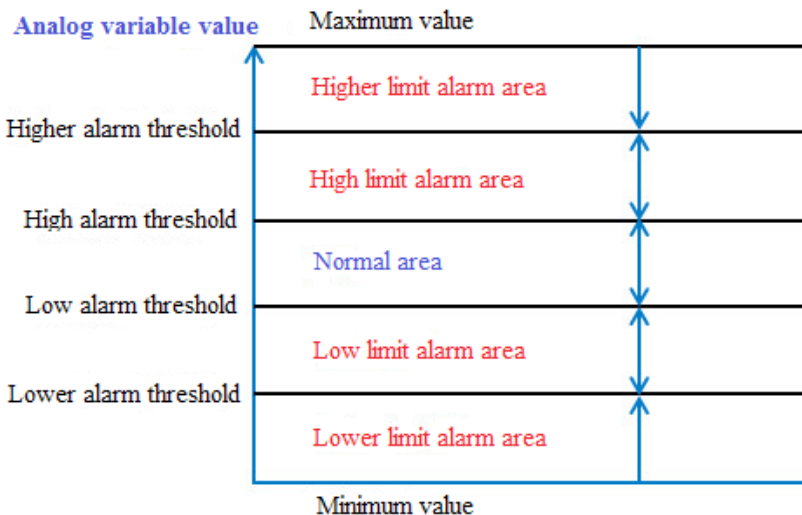 Analog variable value
Maximum value
Higher limit alarm area
Higher alarm threshold
High limit alarm area
High alarm threshold
Normal area
Low alarm threshold
Low limit alarm area
Lower alarm threshold
Lower limit alarm area
Minimum value